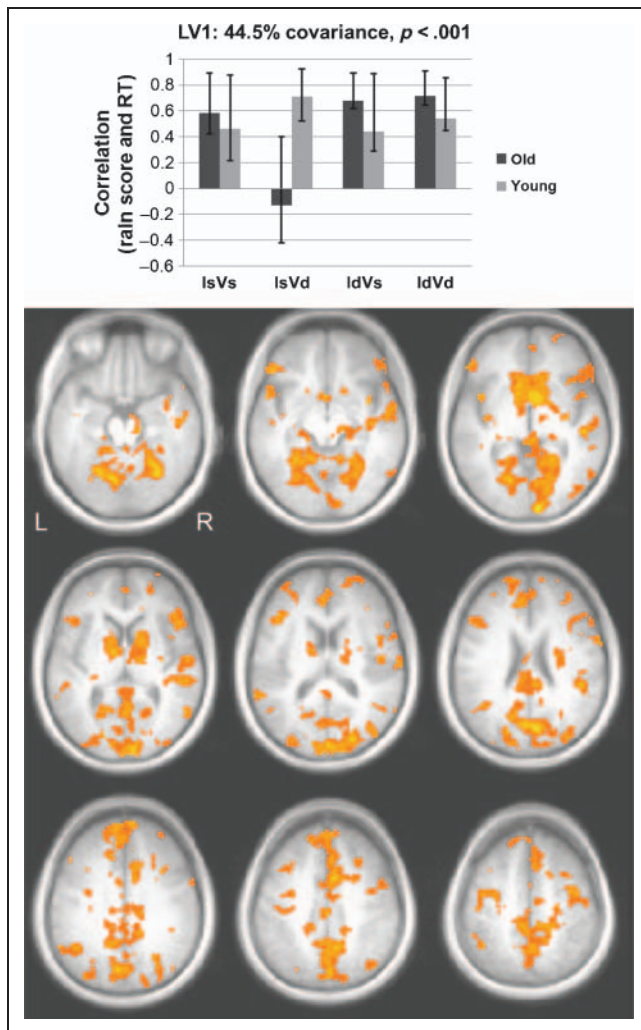 LV1: 44.5% covariance, p < .001
Correlation
(raln score and RT)
1
0.8
0.6
0.4
0.2
0
–0.2
–0.4
–0.6
IsVs IsVd IdVs IdVd
Old
Young
L R